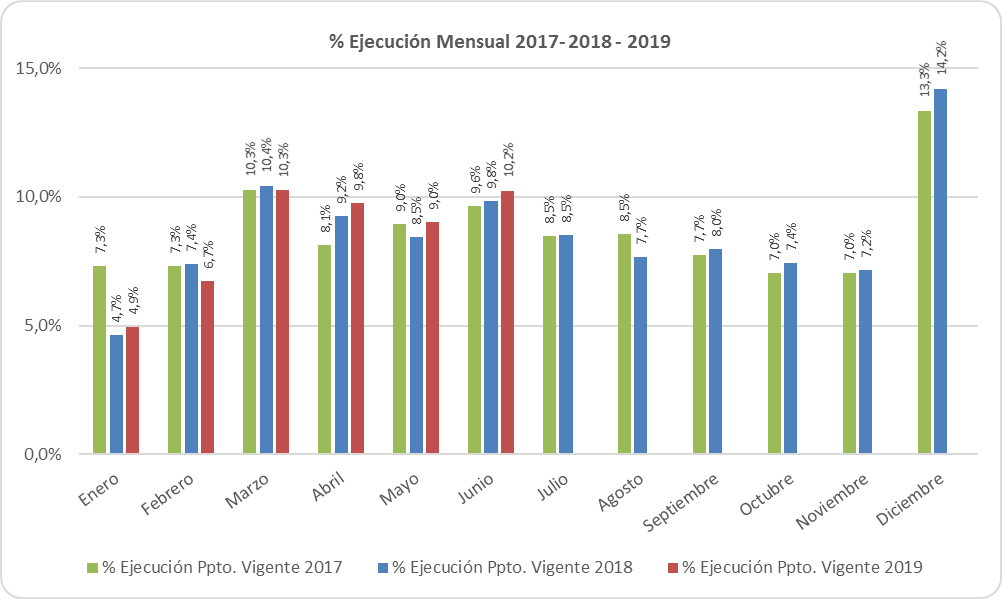 % Ejecución Mensual 2017- 2018 - 2019
15,0%
10,0%
5,0%
0,0%
7,3%
4,7%
4,9%
7,3%
7,4%
6,7%
10,3%
10,4%
10,3%
8,1%
9,2%
9,8%
9,0%
8,5%
9,0%
9,6%
9,8%
10,2%
8,5%
8,5%
8,5%
7,7%
7,7%
8,0%
7,0%
7,4%
7,0%
7,2%
13,3%
14,2%
Enero
Febrero
Marzo
Abril
Mayo
Junio
Julio
Agosto
Septiembre
Octubre
Noviembre
Diciembre
% Ejecución Ppto. Vigente 2017
% Ejecución Ppto. Vigente 2018
% Ejecución Ppto. Vigente 2019